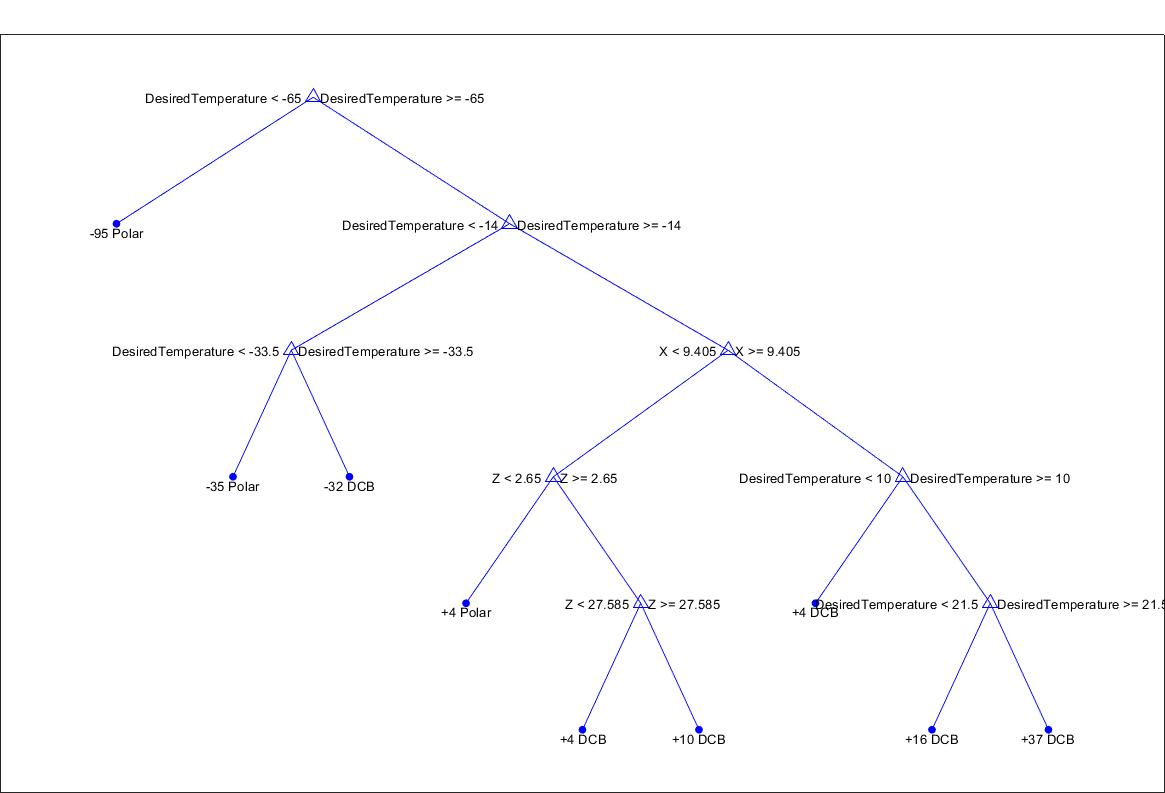 DesiredTemperature < -65
DesiredTemperature >= -65
-95 Polar
DesiredTemperature < -14
DesiredTemperature >= -14
DesiredTemperature < -33.5
DesiredTemperature >= -33.5
X < 9.405
X >= 9.405
-35 Polar
-32 DCB
Z < 2.65
Z >= 2.65
DesiredTemperature < 10
DesiredTemperature >= 10
+4 Polar
Z < 27.585
Z >= 27.585
+4 DCB
DesiredTemperature < 21.5
DesiredTemperature >= 21.5
+4 DCB
+10 DCB
+16 DCB
+37 DCB